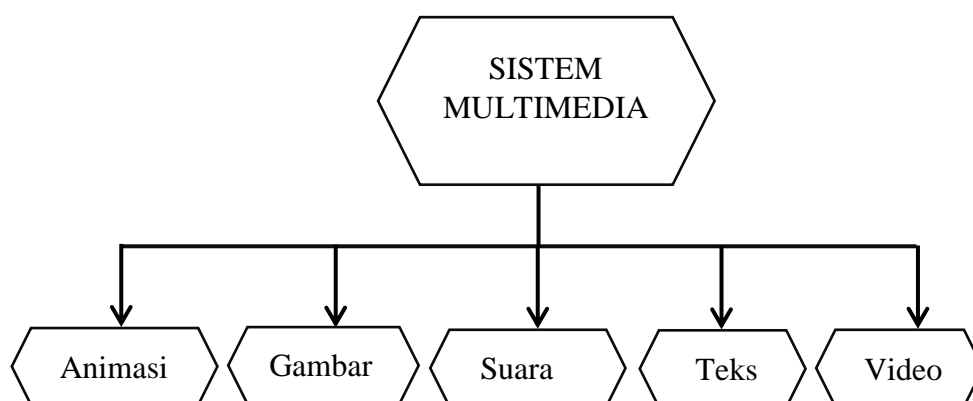 SISTEM
MULTIMEDIA
Animasi
Gambar
Suara
Teks
Video